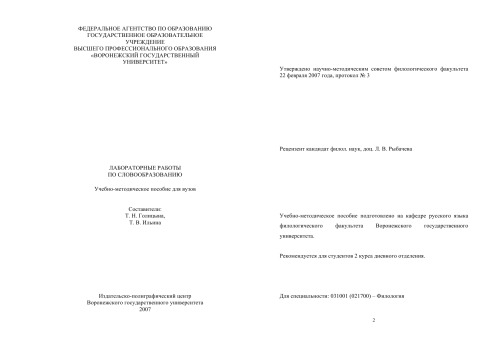 ФЕДЕРАЛЬНОЕ АГЕНТСТВО ПО ОБРАЗОВАНИЮ
ГОСУДАРСТВЕННОЕ ОБРАЗОВАТЕЛЬНОЕ
УЧРЕЖДЕНИЕ
ВЫСШЕГО ПРОФЕССИОНАЛЬНОГО ОБРАЗОВАНИЯ
«ВОРОНЕЖСКИЙ ГОСУДАРСТВЕННЫЙ
УНИВЕРСИТЕТ»
ЛАБОРАТОРНЫЕ РАБОТЫ
ПО СЛОВООБРАЗОВАНИЮ
Учебно-методическое пособие для вузов
Составители:
Т. Н. Голицына,
Т. В. Ильина
Издательско-полиграфический центр
Воронежского государственного университета
2007
Утверждено научно-методическим советом филологического факультета
22 февраля 2007 года, протокол № 3
Рецензент кандидат филол. наук, доц. Л. В. Рыбачева
Учебно-методическое пособие подготовлено на кафедре русского языка
филологического факультета Воронежского государственного
университета.
Рекомендуется для студентов 2 курса дневного отделения.
Для специальности: 031001 (021700) – Филология
2